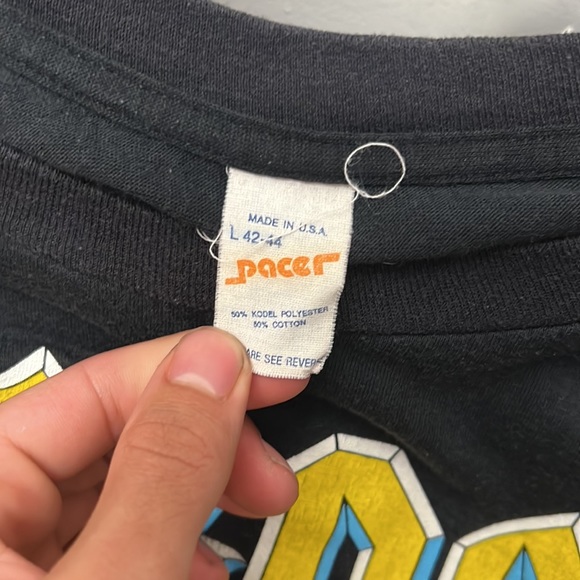 MADE IN U.S.A.
L 42-44
pacer
50% KODEL POLYESTER
50% COTTON
ARE SEE REVER